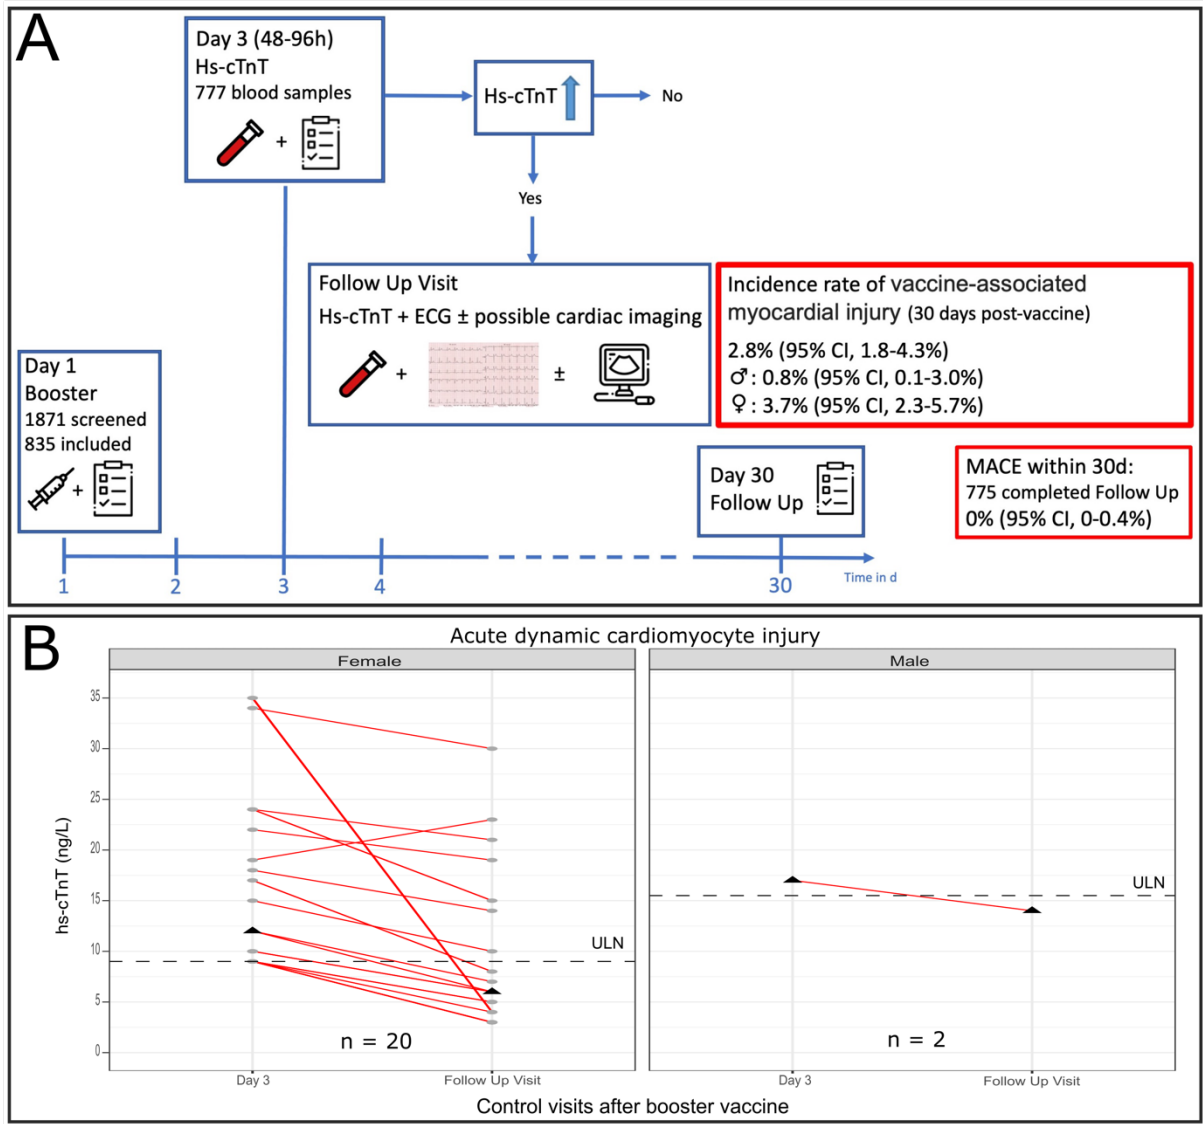 A
Day 3 (48-96h)
Hs-cTnT
777 blood samples
+
Hs-cTnT
No
Yes
Follow Up Visit
Hs-cTnT + ECG ± possible cardiac imaging
+
±
Incidence rate of vaccine-associated
myocardial injury (30 days post-vaccine)
2.8% (95% CI, 1.8-4.3%)
♂: 0.8% (95% CI, 0.1-3.0%)
♀: 3.7% (95% CI, 2.3-5.7%)
Day 1
Booster
1871 screened
835 included
+
Day 30
Follow Up
MACE within 30d:
775 completed Follow Up
0% (95% CI, 0-0.4%)
1 2 3 4 30 Time in d
B
Acute dynamic cardiomyocyte injury
Female Male
hs-cTnT (ng/L)
35
30
25
20
15
10
5
0
ULN
ULN
n = 20
n = 2
Day 3 Follow Up Visit Day 3 Follow Up Visit
Control visits after booster vaccine